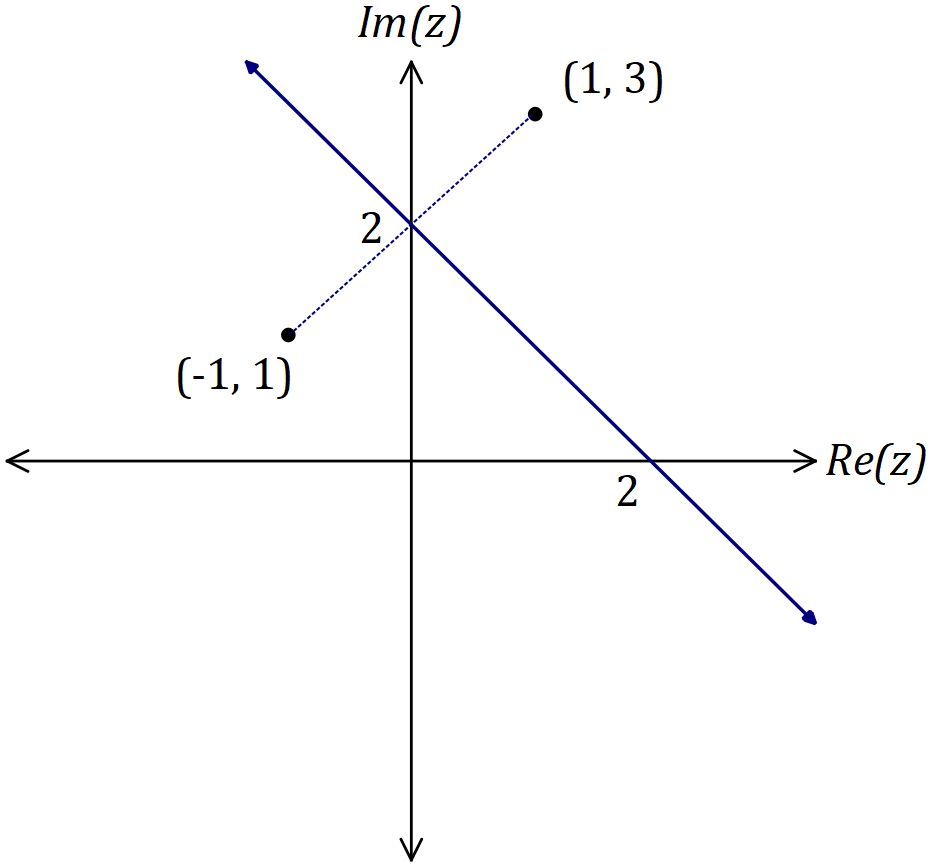 Im(z)
(1, 3)
2
(-1, 1)
Re(z)
2